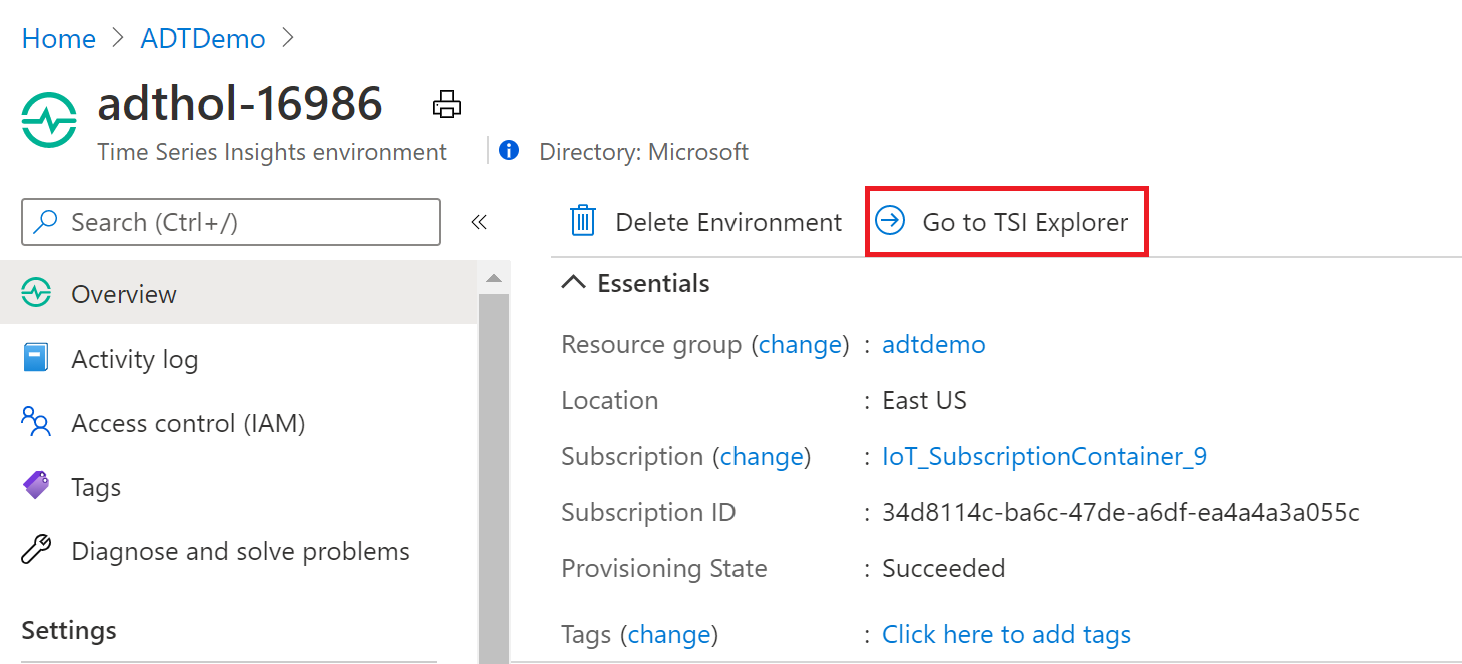 Home > ADTDemo >
adthol-16986
Time Series Insights environment
Directory: Microsoft
Search (Ctrl+/)
«
Delete Environment
Go to TSI Explorer
Overview
Activity log
Access control (IAM)
Tags
Diagnose and solve problems
Settings
Essentials
Resource group (change) : adtdemo
Location : East US
Subscription (change) : IoT_SubscriptionContainer_9
Subscription ID : 34d8114c-ba6c-47de-a6df-ea4a4a3a055c
Provisioning State : Succeeded
Tags (change) : Click here to add tags